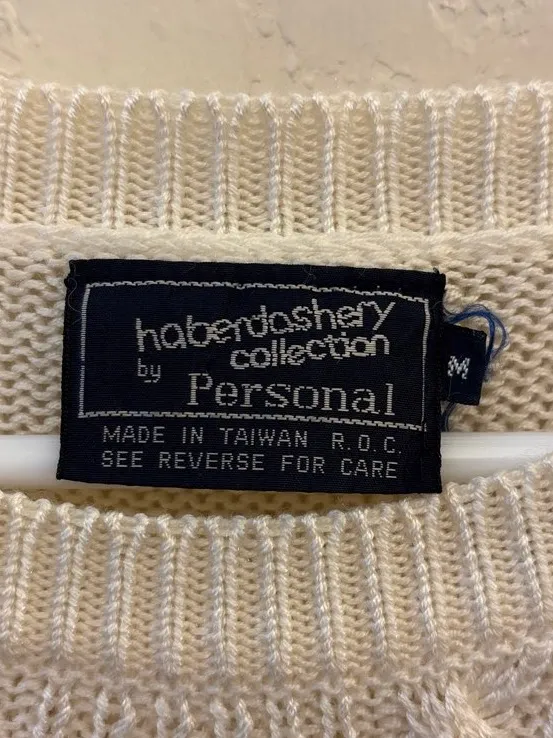 haberdashery
collection
by
Personal
M
MADE IN TAIWAN R.O.C.
SEE REVERSE FOR CARE